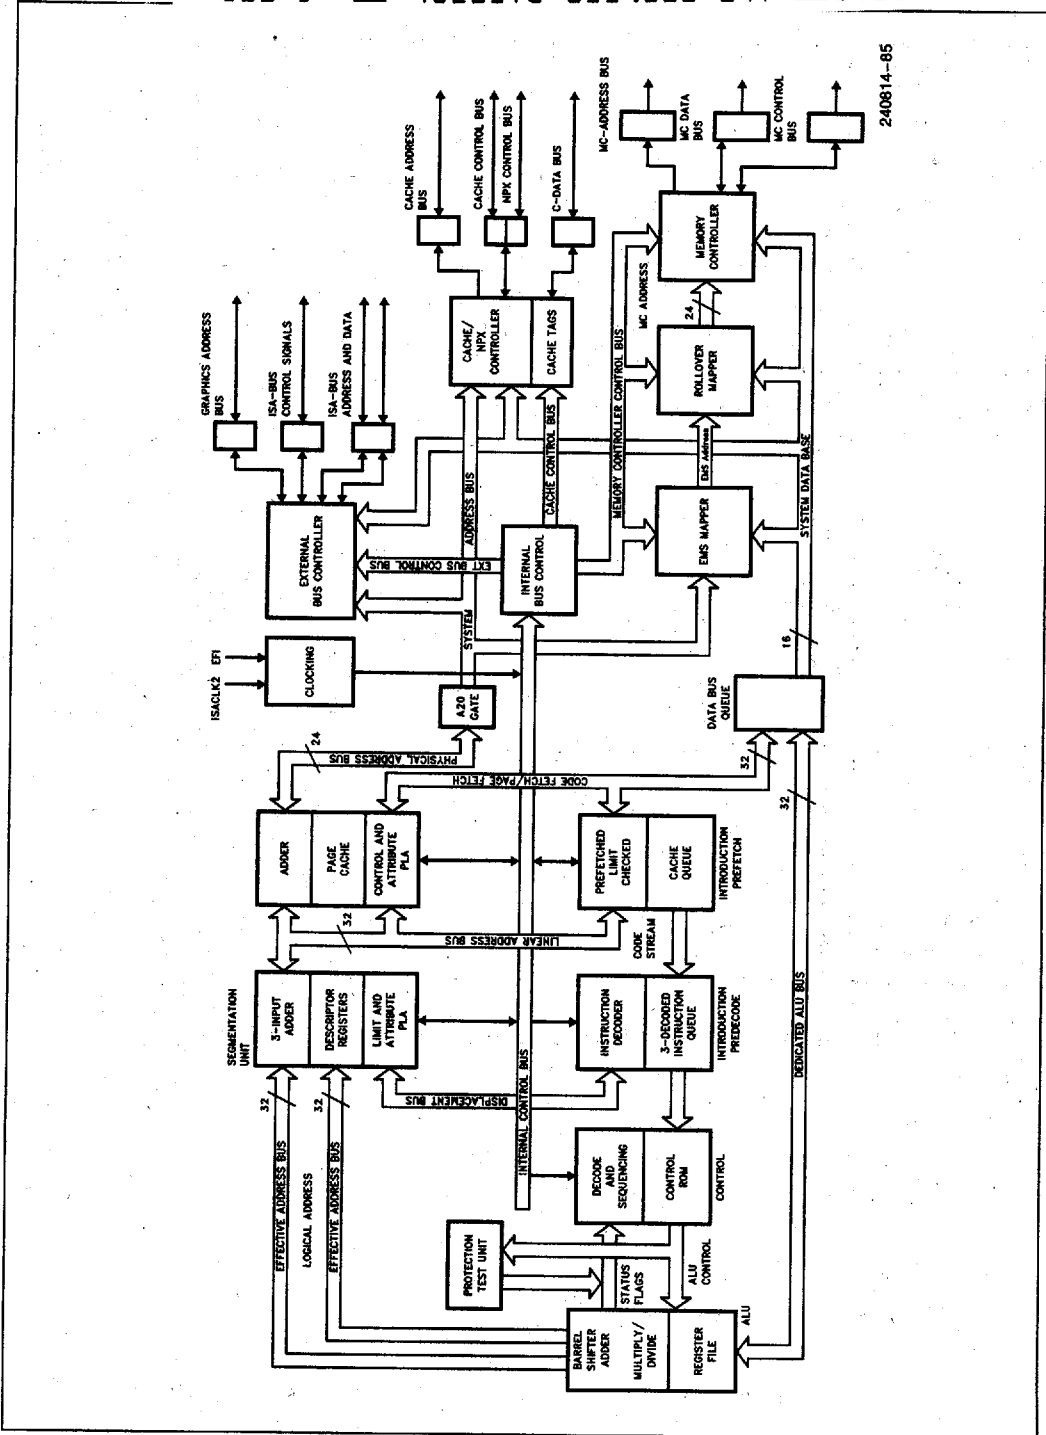 SEGMENTATION
UNIT
3-INPUT
ADDER
DESCRIPTOR
REGISTERS
LIMIT AND
ATTRIBUTE
PLA
EFFECTIVE ADDRESS BUS
32
LOGICAL ADDRESS
EFFECTIVE ADDRESS BUS
32
ADDER
PAGE
CACHE
CONTROL AND
ATTRIBUTE
PLA
32
LINEAR ADDRESS BUS
24
PHYSICAL ADDRESS BUS
CODE FETCH/PAGE FETCH
DISPLACEMENT BUS
INTERNAL CONTROL BUS
ISACLK2
EFI
CLOCKING
A20
GATE
SYSTEM
ADDRESS BUS
EXTERNAL
BUS CONTROLLER
EXT BUS CONTROL BUS
INTERNAL
BUS CONTROL
GRAPHICS ADDRESS
BUS
ISA-BUS
CONTROL SIGNALS
ISA-BUS
ADDRESS AND DATA
CACHE ADDRESS
BUS
CACHE CONTROL BUS
NPX CONTROL BUS
C-DATA BUS
CACHE/
NPX
CONTROLLER
CACHE TAGS
CACHE CONTROL BUS
MEMORY CONTROLLER CONTROL BUS
MC ADDRESS
PROTECTION
TEST UNIT
BARREL
SHIFTER
ADDER
MULTIPLY/
DIVIDE
REGISTER
FILE
ALU
STATUS
FLAGS
ALU
CONTROL
DECODE
AND
SEQUENCING
CONTROL
ROM
CONTROL
INSTRUCTION
DECODER
3-DECODED
INSTRUCTION
QUEUE
INTRODUCTION
PREDECODE
CODE
STREAM
PREFETCHED
LIMIT
CHECKED
CACHE
QUEUE
INTRODUCTION
PREFETCH
32
DATA BUS
QUEUE
32
DEDICATED ALU BUS
16
SYSTEM DATA BASE
EMS MAPPER
EMS Address
ROLLOVER
MAPPER
24
MEMORY
CONTROLLER
MC-ADDRESS BUS
MC DATA
BUS
MC CONTROL
BUS
240814-85